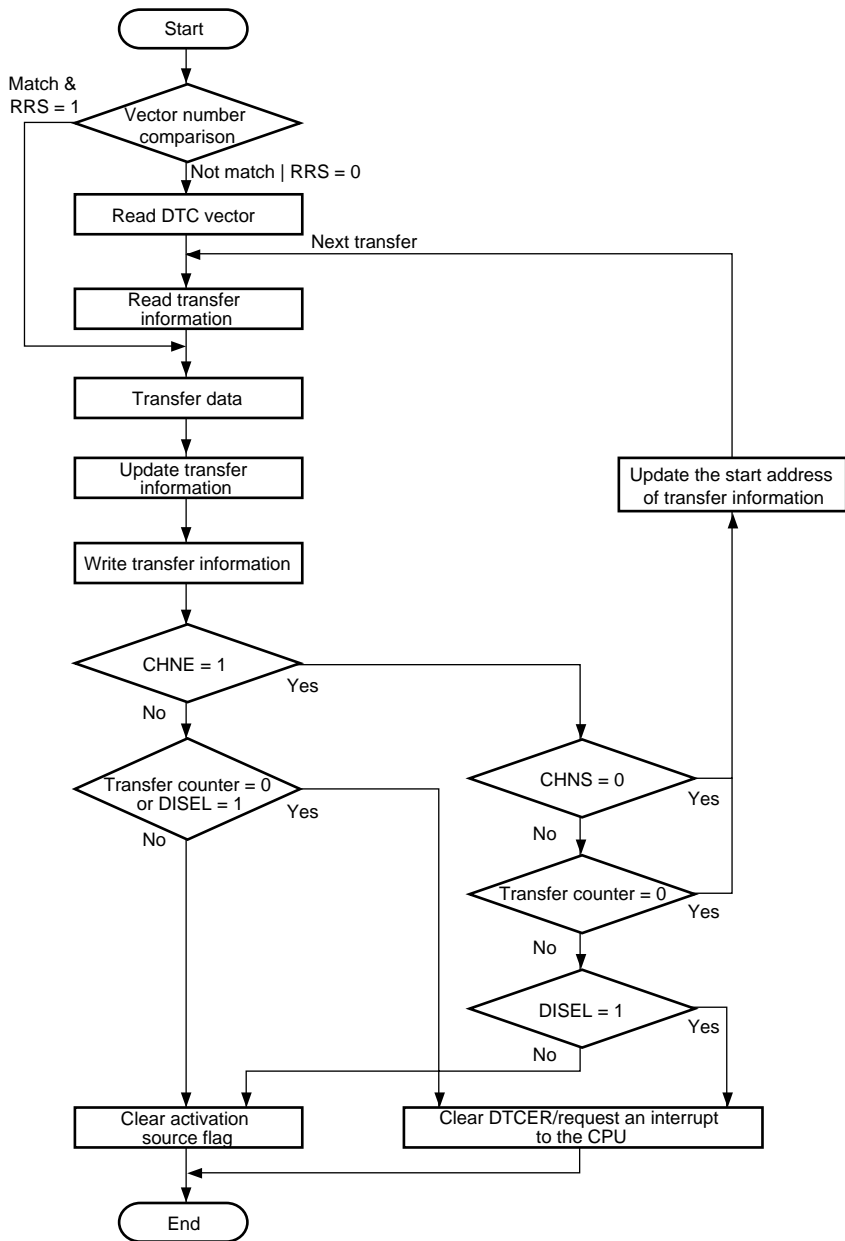 Start
Match &
RRS = 1
Vector number
comparison
Not match | RRS = 0
Read DTC vector
Next transfer
Read transfer
information
Transfer data
Update transfer
information
Update the start address
of transfer information
Write transfer information
CHNE = 1
Yes
No
Transfer counter = 0
or DISEL = 1
Yes
No
CHNS = 0
Yes
No
Transfer counter = 0
Yes
No
DISEL = 1
Yes
No
Clear activation
source flag
Clear DTCER/request an interrupt
to the CPU
End